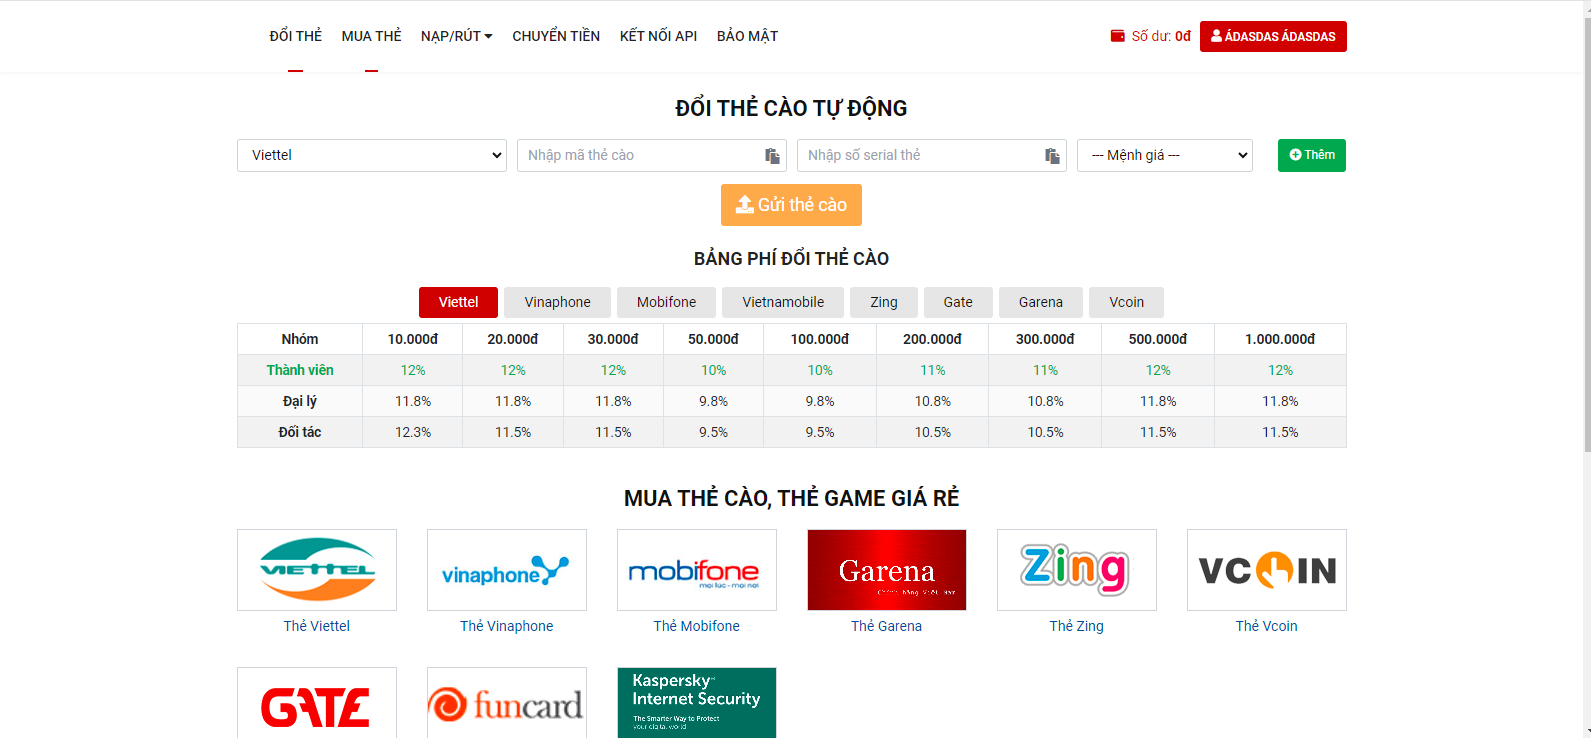 ĐỔI THẺ MUA THẺ NẠP/RÚT CHUYỂN TIỀN KẾT NỐI API BẢO MẬT Số dư: 0đ ÁDASDAS ÁDASDAS
ĐỔI THẺ CÀO TỰ ĐỘNG
Viettel Nhập mã thẻ cào Nhập số serial thẻ --- Mệnh giá --- Thêm
Gửi thẻ cào
BẢNG PHÍ ĐỔI THẺ CÀO
Viettel Vinaphone Mobifone Vietnamobile Zing Gate Garena Vcoin
Nhóm 10.000đ 20.000đ 30.000đ 50.000đ 100.000đ 200.000đ 300.000đ 500.000đ 1.000.000đ
Thành viên 12% 12% 12% 10% 10% 11% 11% 12% 12%
Đại lý 11.8% 11.8% 11.8% 9.8% 9.8% 10.8% 10.8% 11.8% 11.8%
Đối tác 12.3% 11.5% 11.5% 9.5% 9.5% 10.5% 10.5% 11.5% 11.5%
MUA THẺ CÀO, THẺ GAME GIÁ RẺ
VIETTEL vinaphone mobifone Garena Zing VCOIN
mọi lúc - mọi nơi
Thẻ Viettel Thẻ Vinaphone Thẻ Mobifone Thẻ Garena Thẻ Zing Thẻ Vcoin
GATE funcard Kaspersky
Internet Security
The Smarter Way to Protect
your digital world